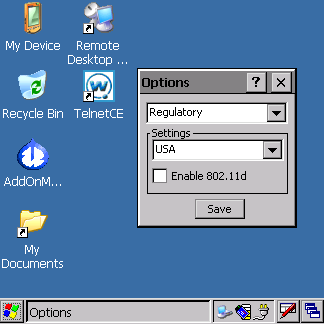 My Device
Remote
Desktop ...
Recycle Bin
TelnetCE
AddOnM...
My
Documents
Options
?
Regulatory
Settings
USA
Enable 802.11d
Save
Options